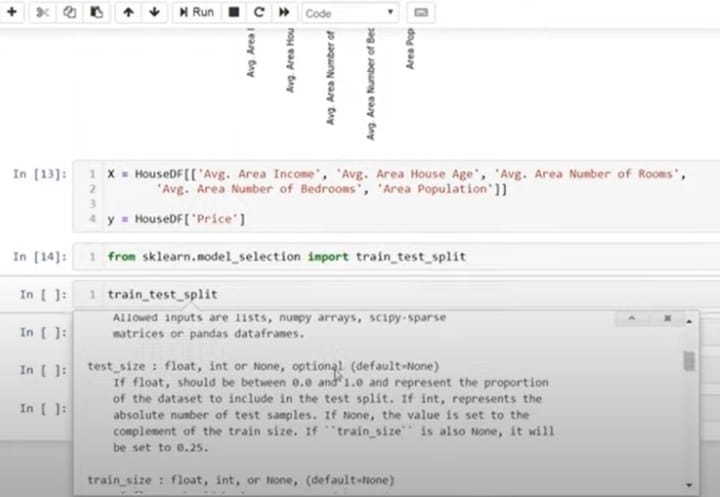 Run
Code
Avg. Area I
Avg. Area Hou
Avg. Area Number of
Avg. Area Number of Bec
Area Pop
In [13]:
1 X = HouseDF[['Avg. Area Income', 'Avg. Area House Age', 'Avg. Area Number of Rooms',
2 'Avg. Area Number of Bedrooms', 'Area Population']]
3
4 y = HouseDF['Price']
In [14]:
1 from sklearn.model_selection import train_test_split
In [ ]:
1 train_test_split
Allowed inputs are lists, numpy arrays, scipy-sparse
matrices or pandas dataframes.
In [ ]:
test_size : float, int or None, optional (default=None)
In [ ]:
If float, should be between 0.0 and 1.0 and represent the proportion
of the dataset to include in the test split. If int, represents the
In [ ]:
absolute number of test samples. If None, the value is set to the
complement of the train size. If ``train_size`` is also None, it will
be set to 0.25.
train_size : float, int, or None, (default=None)